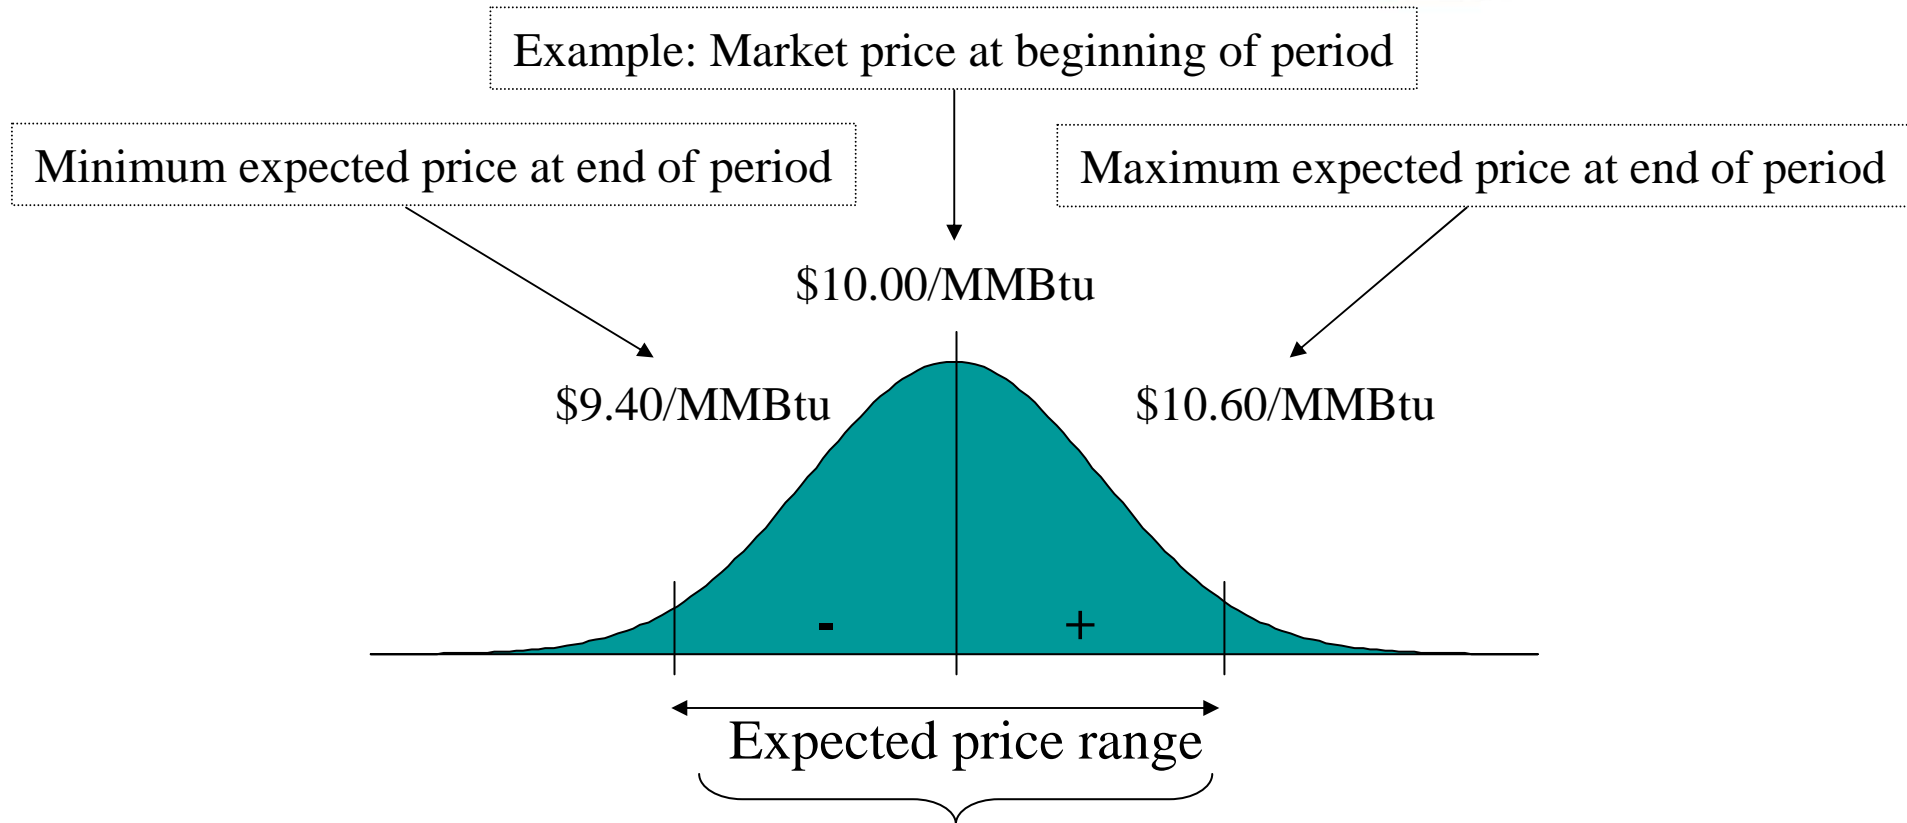 Example: Market price at beginning of period
Minimum expected price at end of period
Maximum expected price at end of period
$10.00/MMBtu
$9.40/MMBtu
$10.60/MMBtu
- +
Expected price range